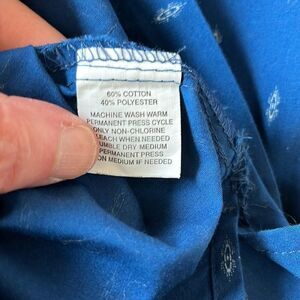 60% COTTON
40% POLYESTER
MACHINE WASH WARM
PERMANENT PRESS CYCLE
ONLY NON-CHLORINE
BLEACH WHEN NEEDED
TUMBLE DRY MEDIUM
PERMANENT PRESS
ON MEDIUM IF NEEDED